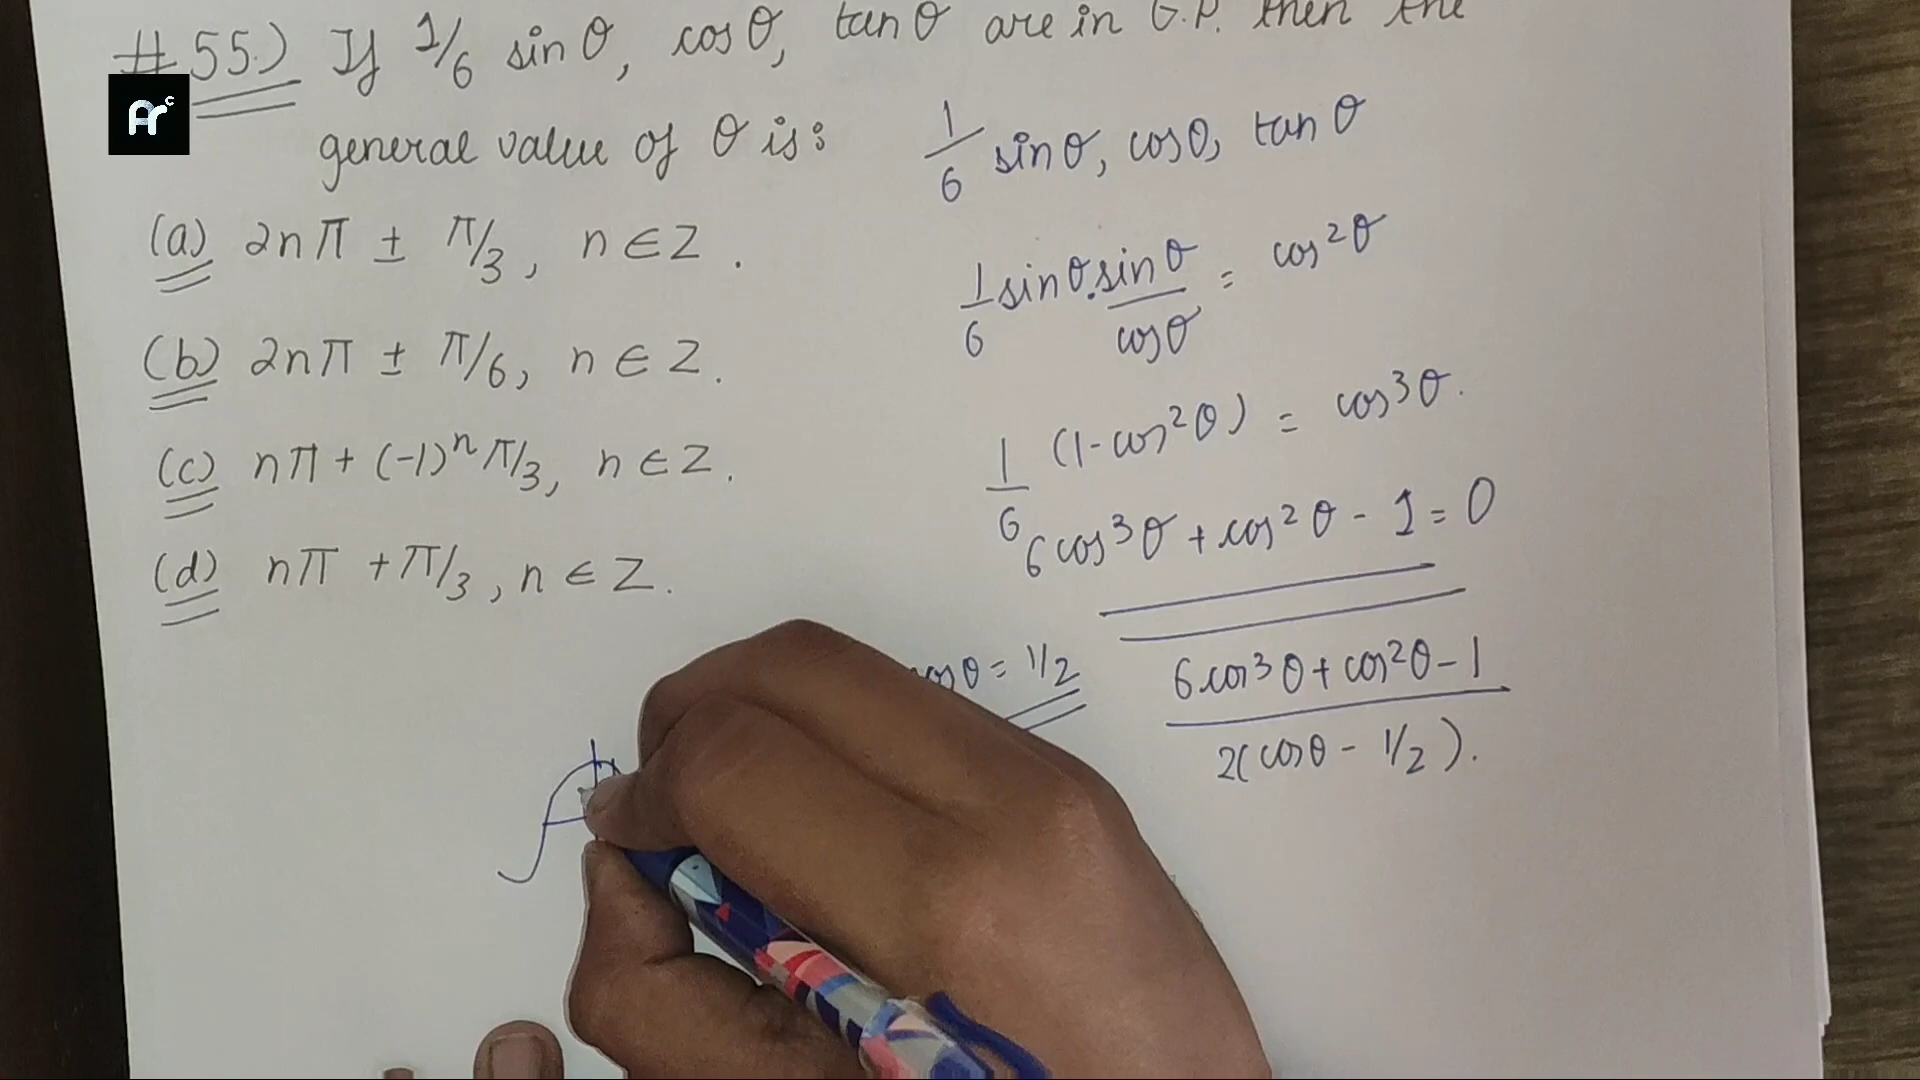 #55.) If 1/6 sin θ, cos θ, tan θ are in G.P. then the
general value of θ is:
(a) 2nπ ± π/3, n ∈ Z.
(b) 2nπ ± π/6, n ∈ Z.
(c) nπ + (-1)ⁿ π/3, n ∈ Z.
(d) nπ + π/3, n ∈ Z.
1/6 sin θ, cos θ, tan θ
1/6 sin θ . sin θ/cos θ = cos²θ
1/6 (1 - cos²θ) = cos³θ.
6cos³θ + cos²θ - 1 = 0
cos θ = 1/2
6cos³θ + cos²θ - 1
2(cosθ - 1/2).
Arc